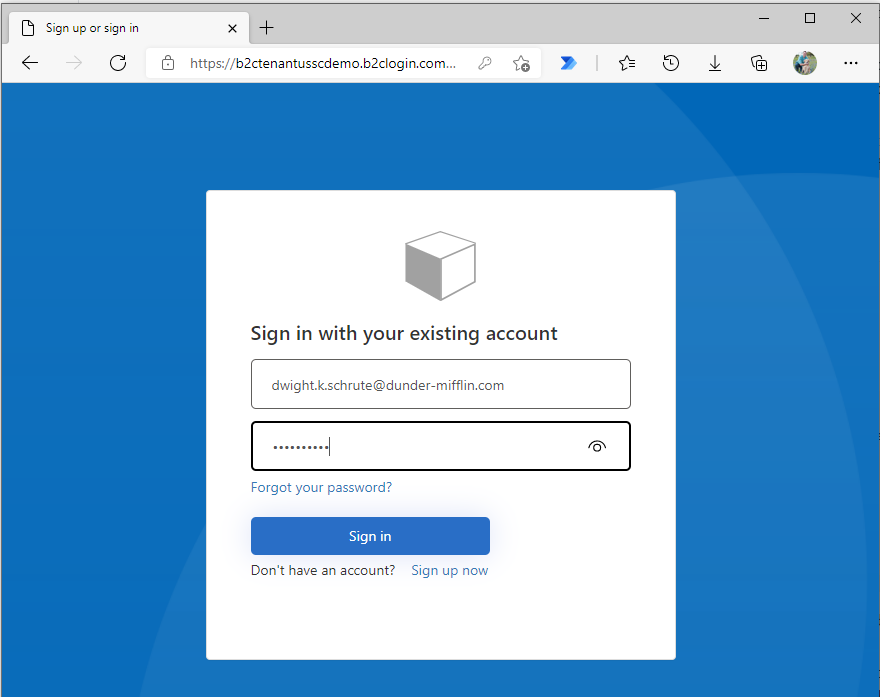 Sign up or sign in
https://b2ctenantusscdemo.b2clogin.com...
Sign in with your existing account
dwight.k.schrute@dunder-mifflin.com
••••••••••
Forgot your password?
Sign in
Don't have an account? Sign up now